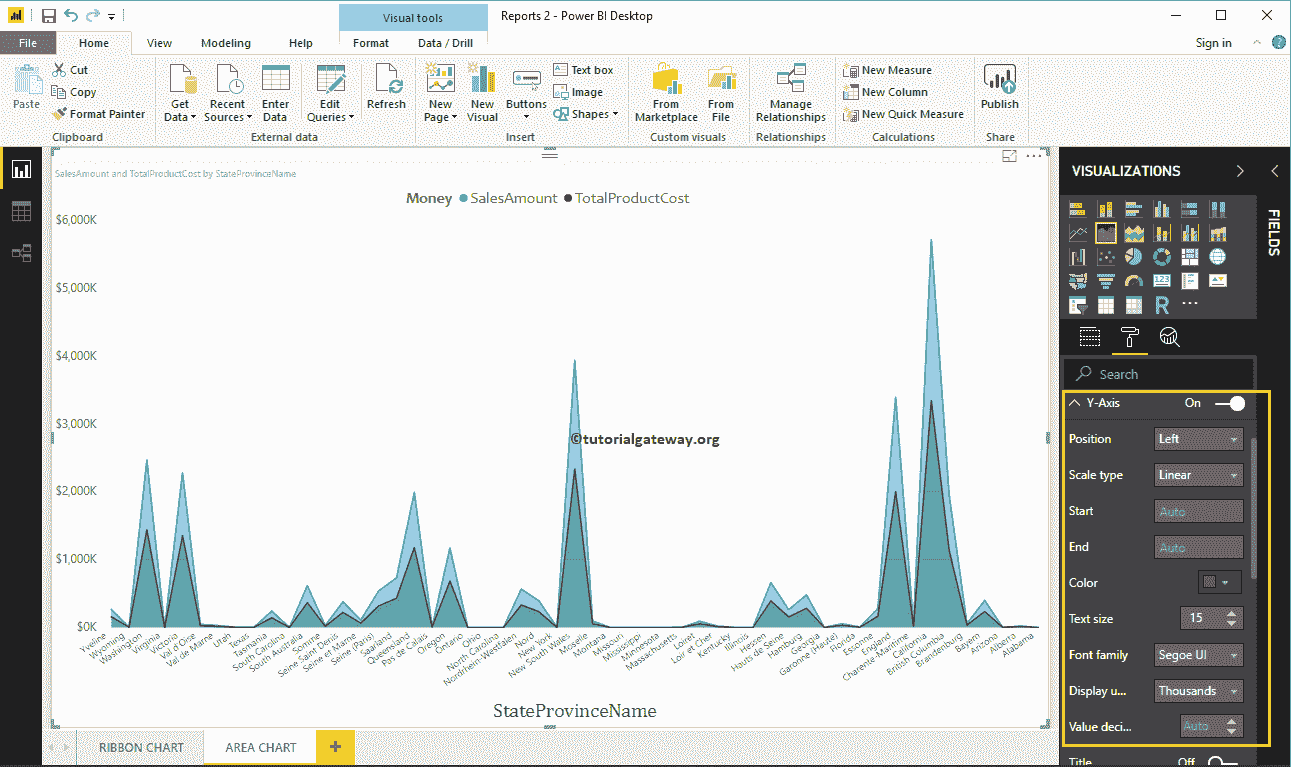 Visual tools
Reports 2 - Power BI Desktop
File
Home
View
Modeling
Help
Format
Data / Drill
Sign in
Paste
Cut
Copy
Format Painter
Clipboard
Get Data
Recent Sources
Enter Data
Edit Queries
Refresh
External data
New Page
New Visual
Buttons
Text box
Image
Shapes
Insert
From Marketplace
From File
Custom visuals
Manage Relationships
Relationships
New Measure
New Column
New Quick Measure
Calculations
Publish
Share
SalesAmount and TotalProductCost by StateProvinceName
Money SalesAmount TotalProductCost
$6,000K
$5,000K
$4,000K
$3,000K
$2,000K
$1,000K
$0K
©tutorialgateway.org
Yveline
Wyoming
Washington
Virginia
Victoria
Val d'Oise
Val de Marne
Utah
Texas
Tasmania
South Carolina
South Australia
Somme
Seine Saint Denis
Seine et Marne
Seine (Paris)
Saarland
Queensland
Pas de Calais
Oregon
Ontario
Ohio
North Carolina
Nordrhein-Westfalen
Nord
New York
New South Wales
Moselle
Montana
Missouri
Mississippi
Minnesota
Massachusetts
Loiret
Loir et Cher
Kentucky
Illinois
Hessen
Hauts de Seine
Hamburg
Georgia
Garonne (Haute)
Florida
Essonne
England
Charente-Maritime
California
British Columbia
Brandenburg
Bayern
Arizona
Alberta
Alabama
StateProvinceName
RIBBON CHART
AREA CHART
+
VISUALIZATIONS
FIELDS
123
R
Search
Y-Axis On
Position Left
Scale type Linear
Start Auto
End Auto
Color
Text size 15
Font family Segoe UI
Display u... Thousands
Value deci... Auto
Title Off